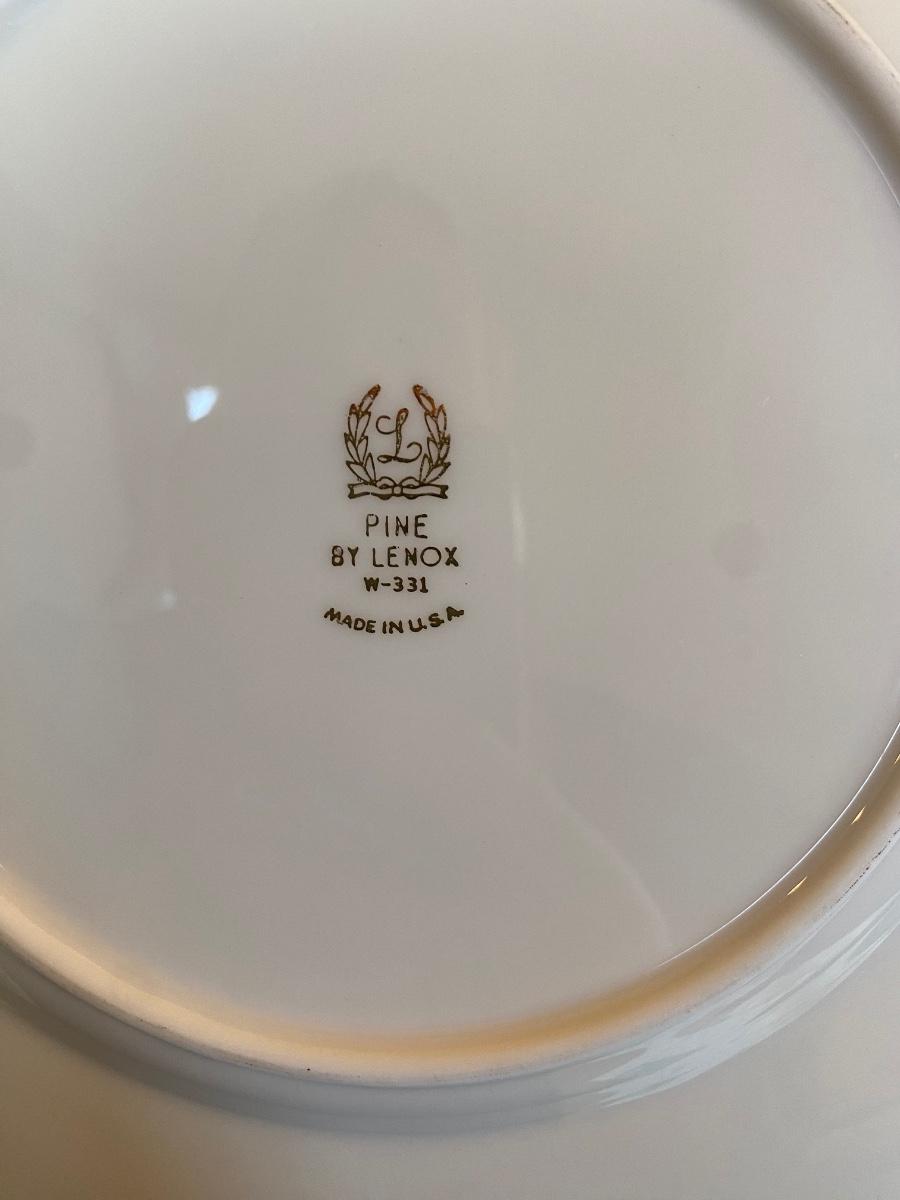 L
PINE
BY LENOX
W-331
MADE IN U.S.A.